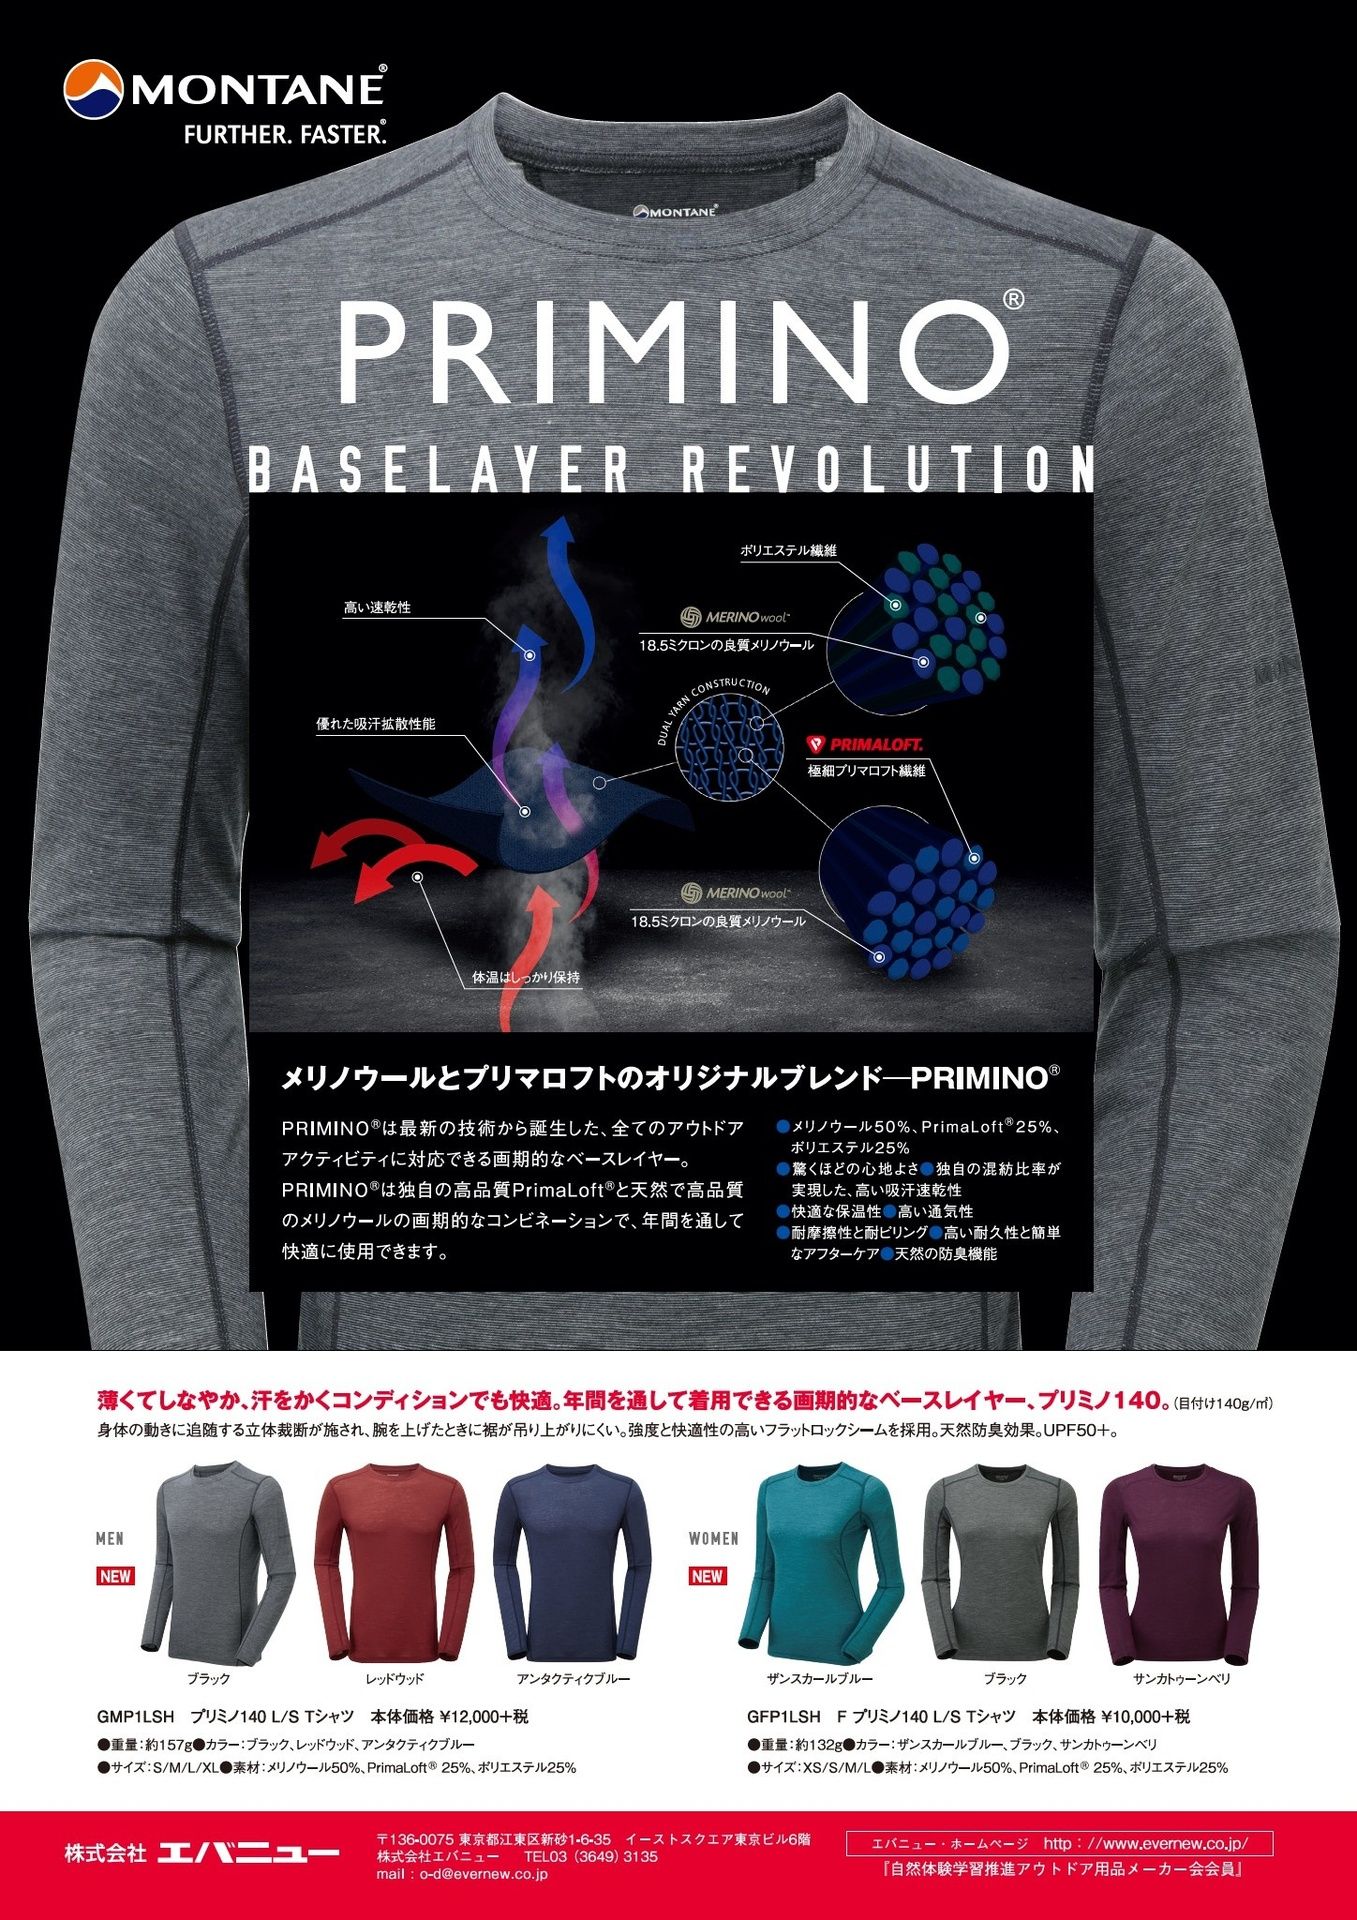 MONTANE®
FURTHER. FASTER.®
MONTANE®
PRIMINO®
BASELAYER REVOLUTION
ポリエステル繊維
高い速乾性
MERINO wool™
18.5ミクロンの良質メリノウール
DUAL YARN CONSTRUCTION
優れた吸汗拡散性能
PRIMALOFT.
極細プリマロフト繊維
MERINO wool™
18.5ミクロンの良質メリノウール
体温はしっかり保持
メリノウールとプリマロフトのオリジナルブレンド―PRIMINO®
PRIMINO®は最新の技術から誕生した、全てのアウトドア
アクティビティに対応できる画期的なベースレイヤー。
PRIMINO®は独自の高品質PrimaLoft®と天然で高品質
のメリノウールの画期的なコンビネーションで、年間を通して
快適に使用できます。
●メリノウール50%、PrimaLoft®25%、
ポリエステル25%
●驚くほどの心地よさ●独自の混紡比率が
実現した、高い吸汗速乾性
●快適な保温性●高い通気性
●耐摩擦性と耐ピリング●高い耐久性と簡単
なアフターケア●天然の防臭機能
薄くてしなやか、汗をかくコンディションでも快適。年間を通して着用できる画期的なベースレイヤー、プリミノ140。(目付け140g/㎡)
身体の動きに追随する立体裁断が施され、腕を上げたときに裾が吊り上がりにくい。強度と快適性の高いフラットロックシームを採用。天然防臭効果。UPF50+。
MEN
NEW
ブラック
レッドウッド
アンタクティクブルー
GMP1LSH プリミノ140 L/S Tシャツ 本体価格 ¥12,000+税
●重量：約157g●カラー：ブラック、レッドウッド、アンタクティクブルー
●サイズ：S/M/L/XL●素材：メリノウール50%、PrimaLoft® 25%、ポリエステル25%
WOMEN
NEW
ザンスカールブルー
ブラック
サンカトゥーンベリ
GFP1LSH F プリミノ140 L/S Tシャツ 本体価格 ¥10,000+税
●重量：約132g●カラー：ザンスカールブルー、ブラック、サンカトゥーンベリ
●サイズ：XS/S/M/L●素材：メリノウール50%、PrimaLoft® 25%、ポリエステル25%
株式会社 エバニュー
〒136-0075 東京都江東区新砂1-6-35 イーストスクエア東京ビル6階
株式会社エバニュー TEL03 (3649) 3135
mail : o-d@evernew.co.jp
エバニュー・ホームページ http : //www.evernew.co.jp/
『自然体験学習推進アウトドア用品メーカー会会員』